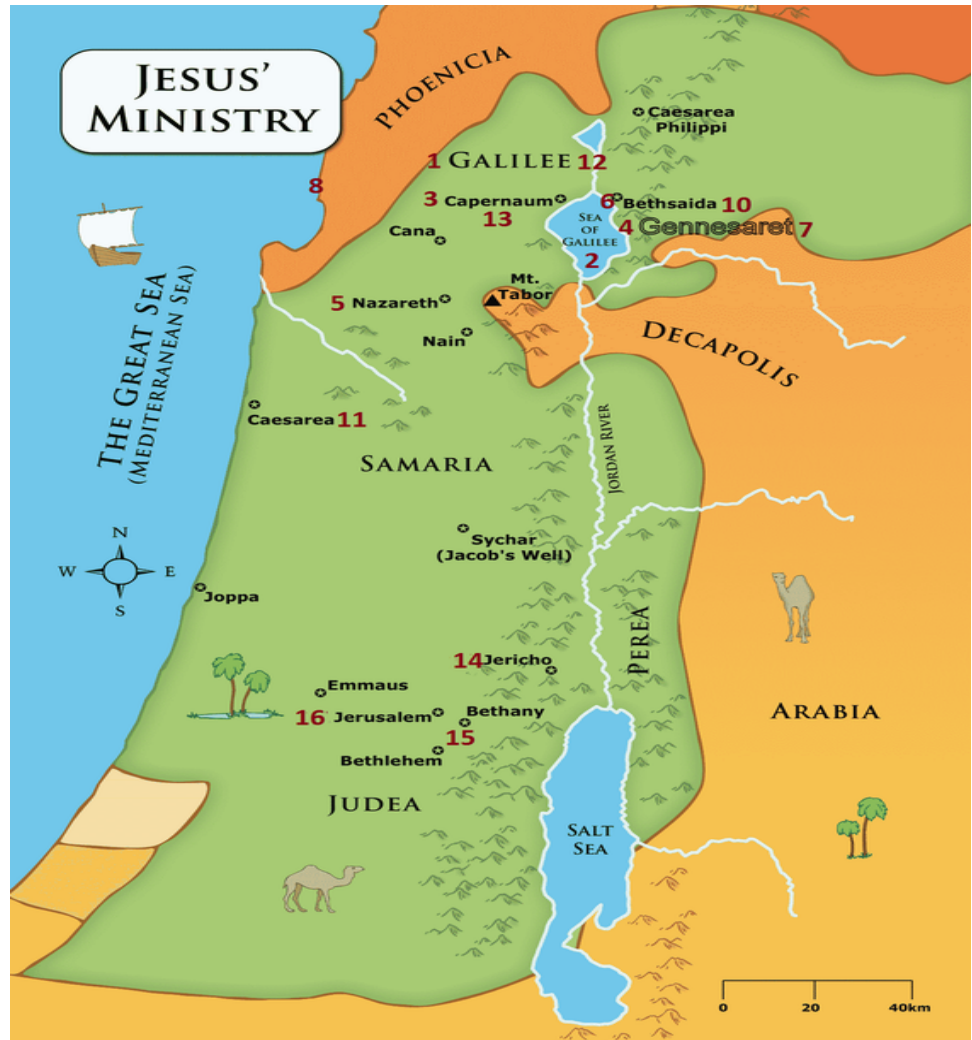 JESUS'
MINISTRY
PHOENICIA
Caesarea
Philippi
1 GALILEE 12
8
3 Capernaum
6 Bethsaida 10
13
SEA
OF
GALILEE
4 Gennesaret 7
Cana
2
Mt.
Tabor
5 Nazareth
Nain
DECAPOLIS
THE GREAT SEA
(MEDITERRANEAN SEA)
Caesarea 11
SAMARIA
JORDAN RIVER
Sychar
(Jacob's Well)
N
W E
S
Joppa
PEREA
14 Jericho
Emmaus
ARABIA
16 Jerusalem
Bethany
15
Bethlehem
JUDEA
SALT
SEA
0 20 40km